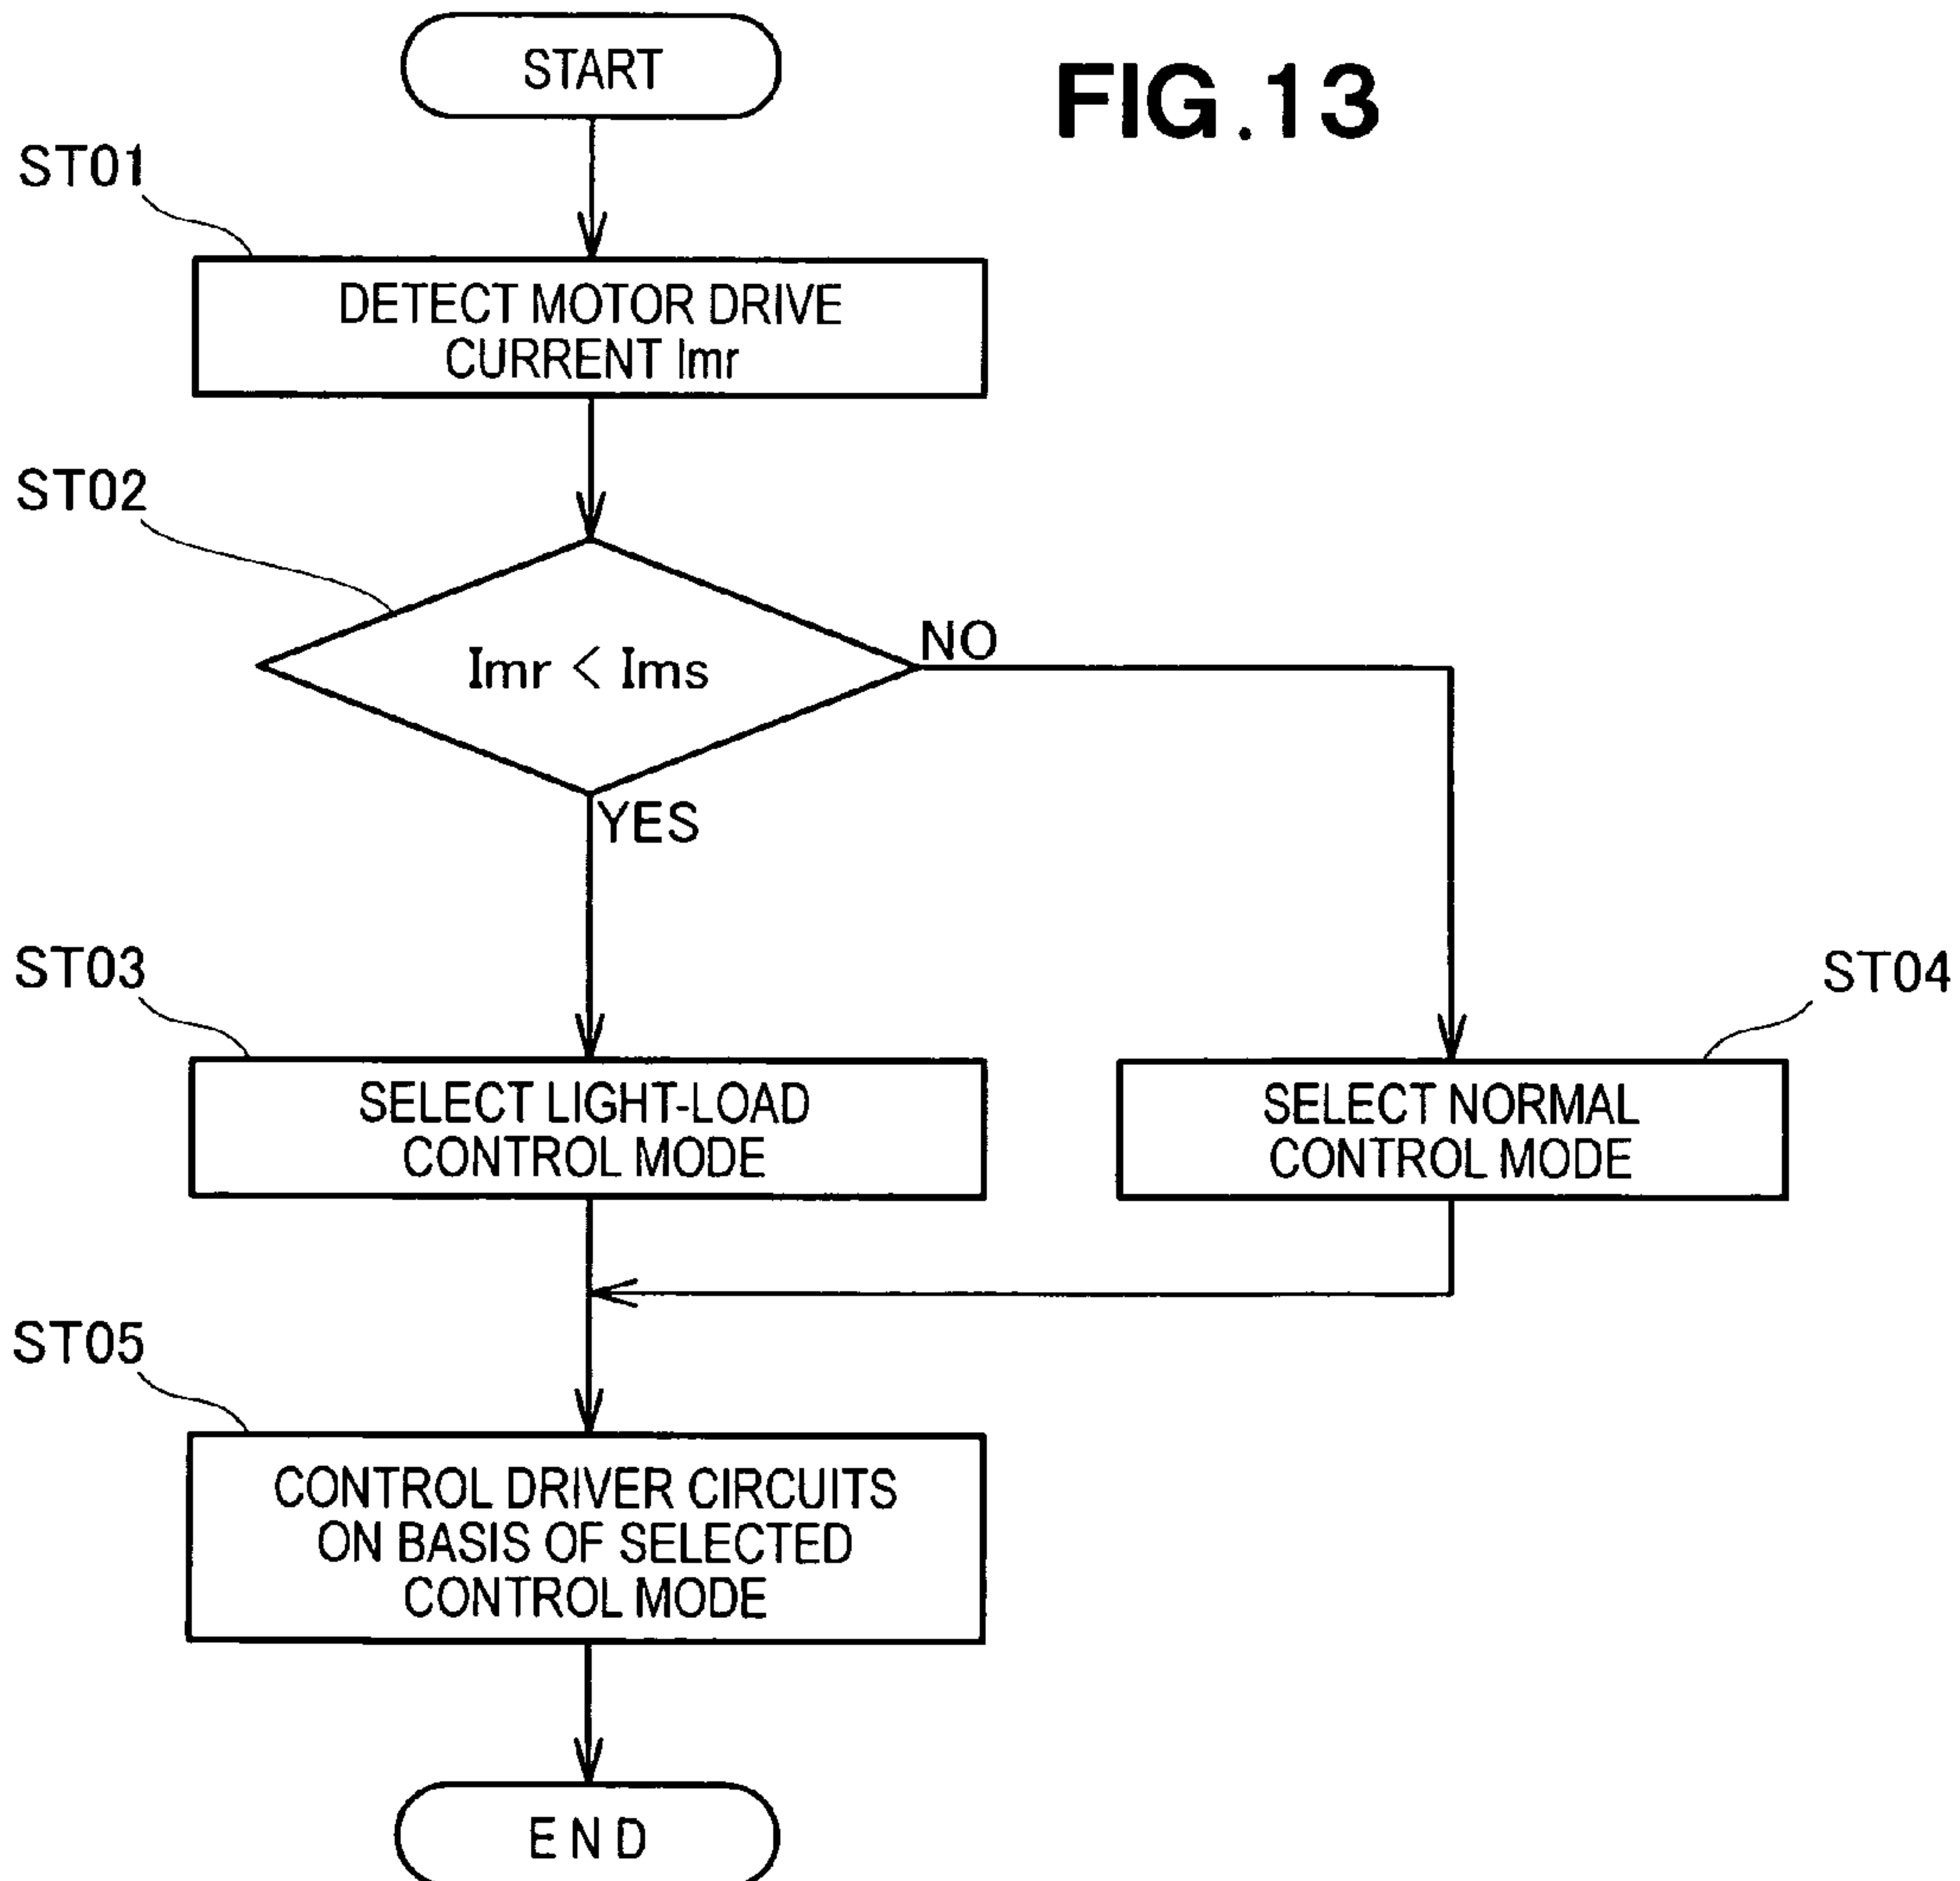 START
FIG.13
ST01
DETECT MOTOR DRIVE
CURRENT Imr
ST02
Imr < Ims
NO
YES
ST03
SELECT LIGHT-LOAD
CONTROL MODE
ST04
SELECT NORMAL
CONTROL MODE
ST05
CONTROL DRIVER CIRCUITS
ON BASIS OF SELECTED
CONTROL MODE
END